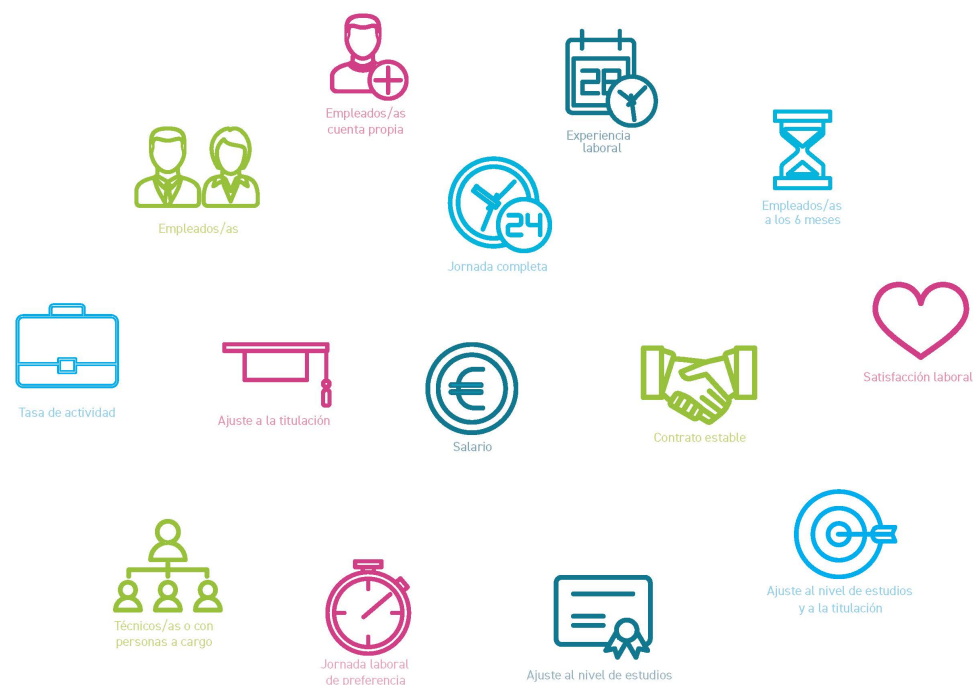 Empleados/as
cuenta propia
28
Experiencia
laboral
Empleados/as
24
Jornada completa
Empleados/as
a los 6 meses
Tasa de actividad
Ajuste a la titulación
€
Salario
Contrato estable
Satisfacción laboral
Técnicos/as o con
personas a cargo
Jornada laboral
de preferencia
Ajuste al nivel de estudios
Ajuste al nivel de estudios
y a la titulación